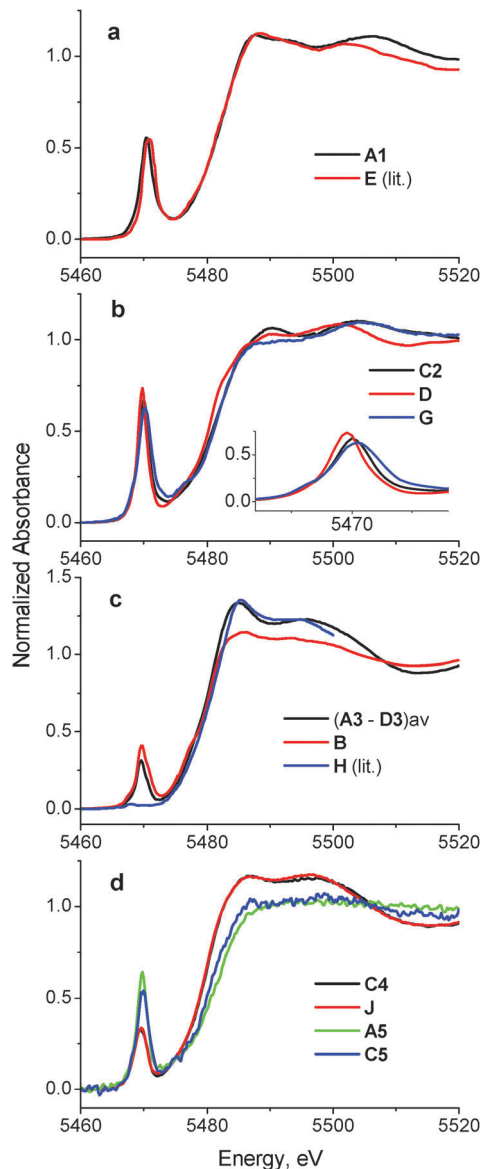 a
1.0
0.5
0.0
A1
E (lit.)
5460 5480 5500 5520
b
1.0
0.5
0.0
C2
D
G
0.5
0.0
5470
5460 5480 5500 5520
Normalized Absorbance
c
1.5
1.0
0.5
0.0
(A3 - D3)av
B
H (lit.)
5460 5480 5500 5520
d
1.0
0.5
0.0
C4
J
A5
C5
5460 5480 5500 5520
Energy, eV